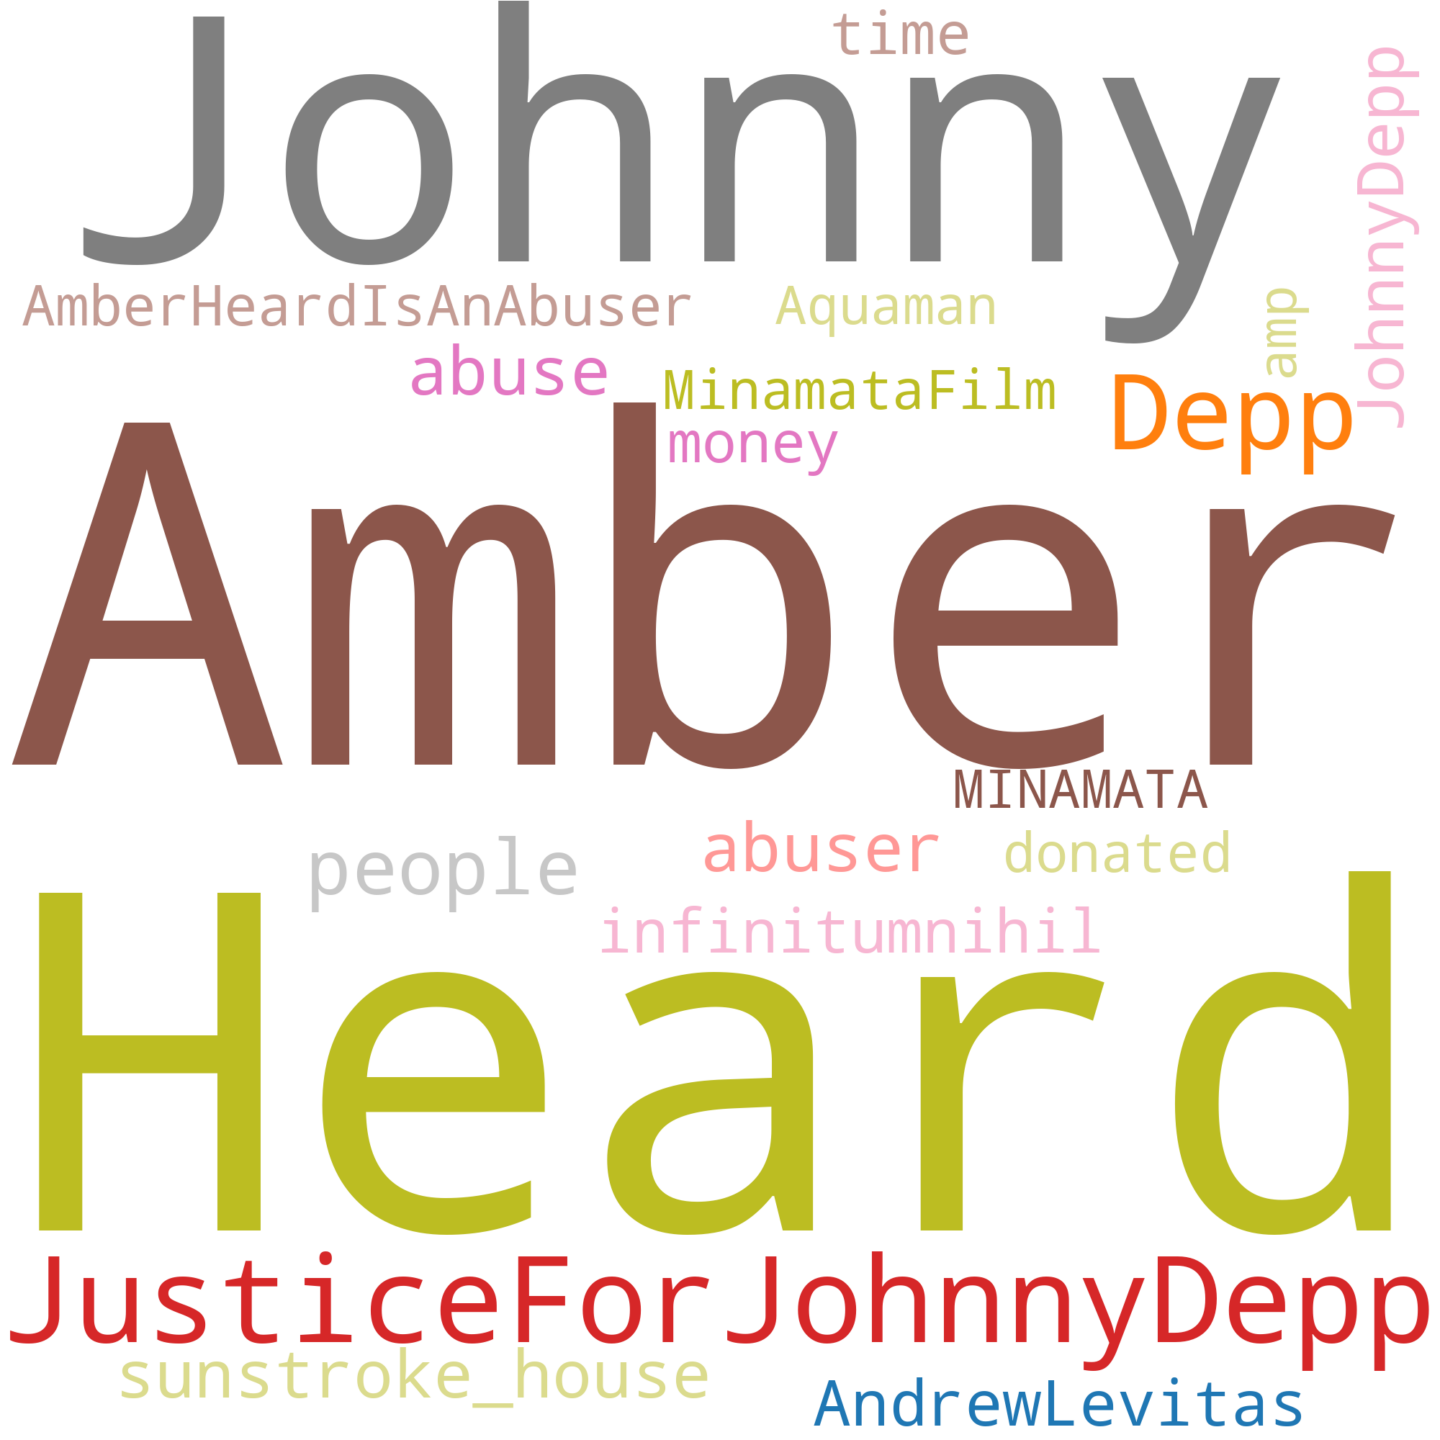 Johnny
time
JohnnyDepp
AmberHeardIsAnAbuser
Aquaman
amp
abuse
MinamataFilm
Depp
money
Amber
MINAMATA
people
abuser
donated
infinitumnihil
Heard
JusticeForJohnnyDepp
sunstroke_house
AndrewLevitas